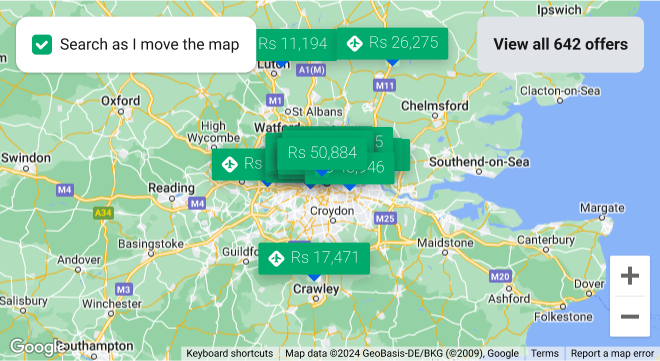 Ipswich
Search as I move the map
Rs 11,194
Rs 26,275
View all 642 offers
Luton
A1(M)
M11
Clacton-on-Sea
Oxford
M1
St Albans
Chelmsford
High
Wycombe
Watford
5
Rs 50,884
Swindon
Rs
946
Southend-on-Sea
M4
Reading
M4
A34
Croydon
M25
Margate
Basingstoke
Guildfo
Rs 17,471
Maidstone
Canterbury
Andover
M20
Dover
M3
Crawley
Ashford
Salisbury
Winchester
Folkestone
Google
Southampton
Keyboard shortcuts
Map data ©2024 GeoBasis-DE/BKG (©2009), Google
Terms
Report a map error